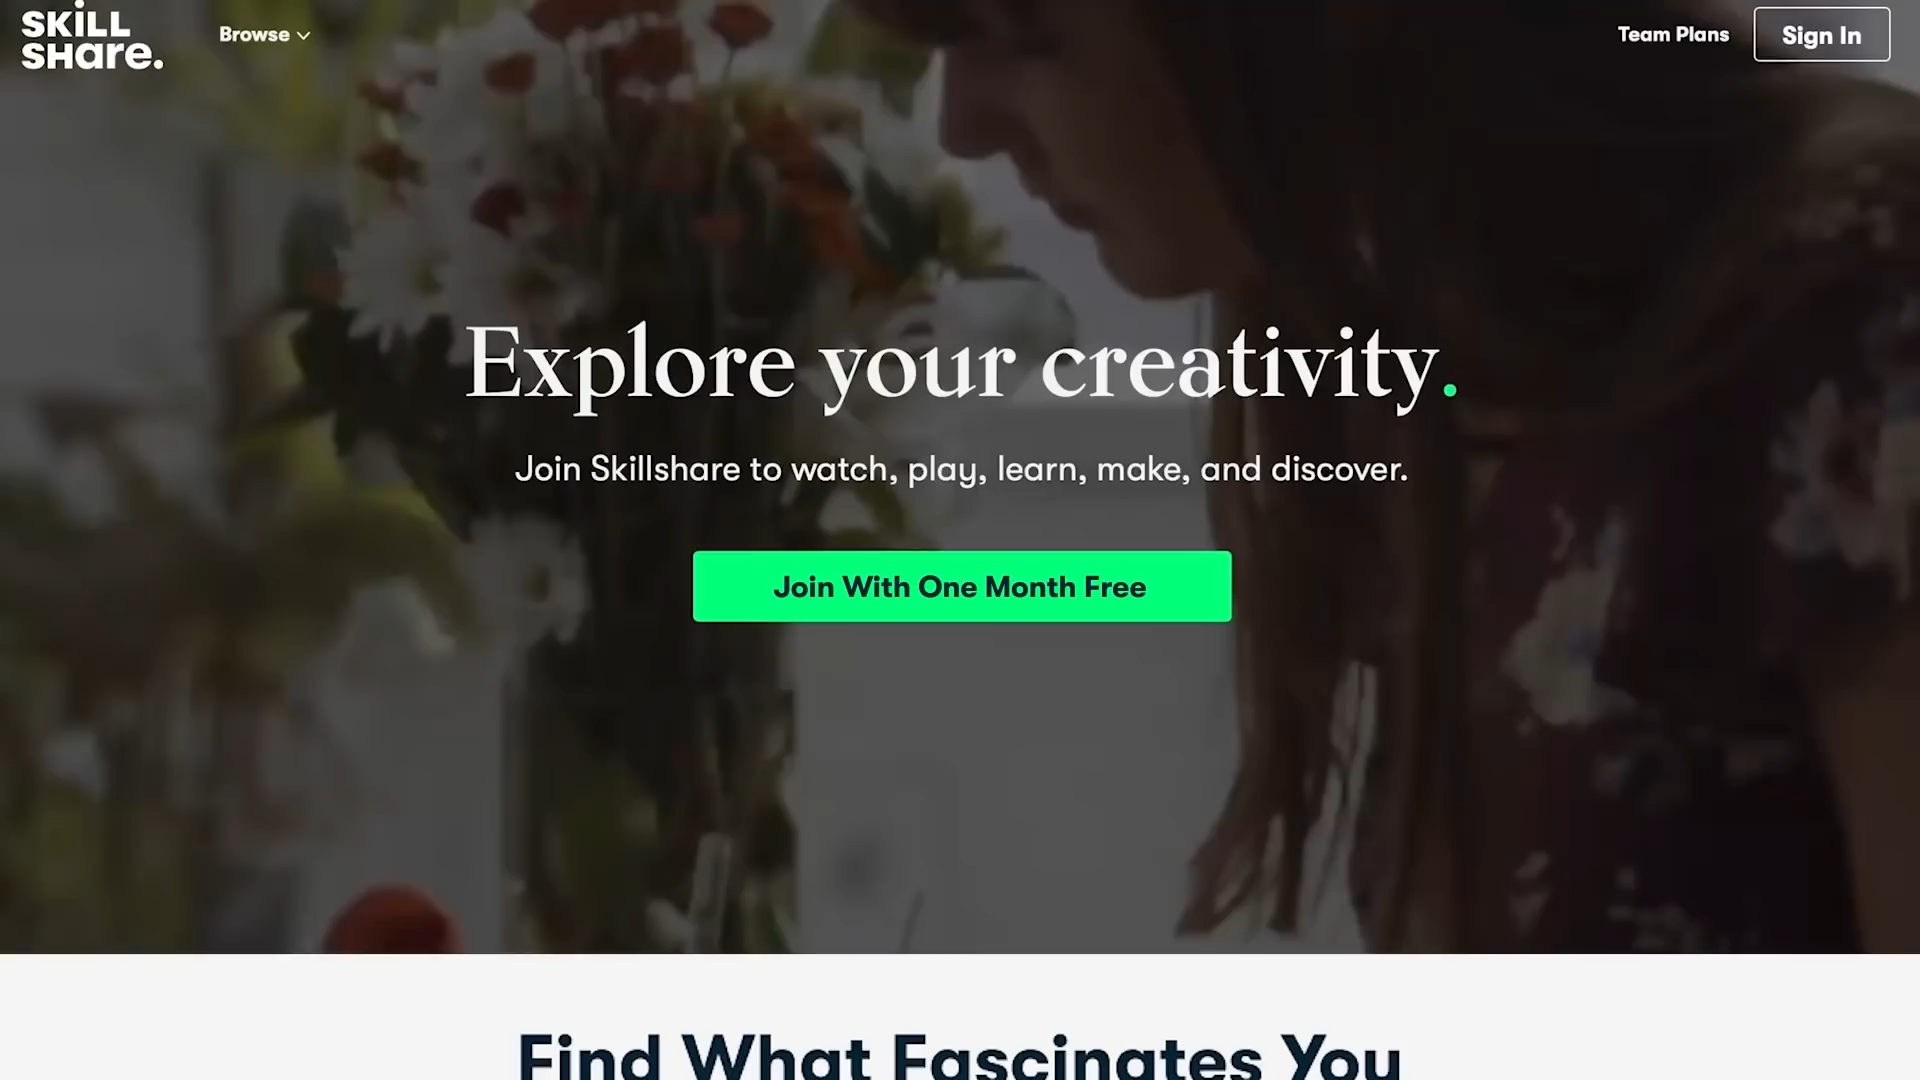 SKiLL
SHare.
Browse
Team Plans
Sign In
Explore your creativity.
Join Skillshare to watch, play, learn, make, and discover.
Join With One Month Free
Find What Fascinates You